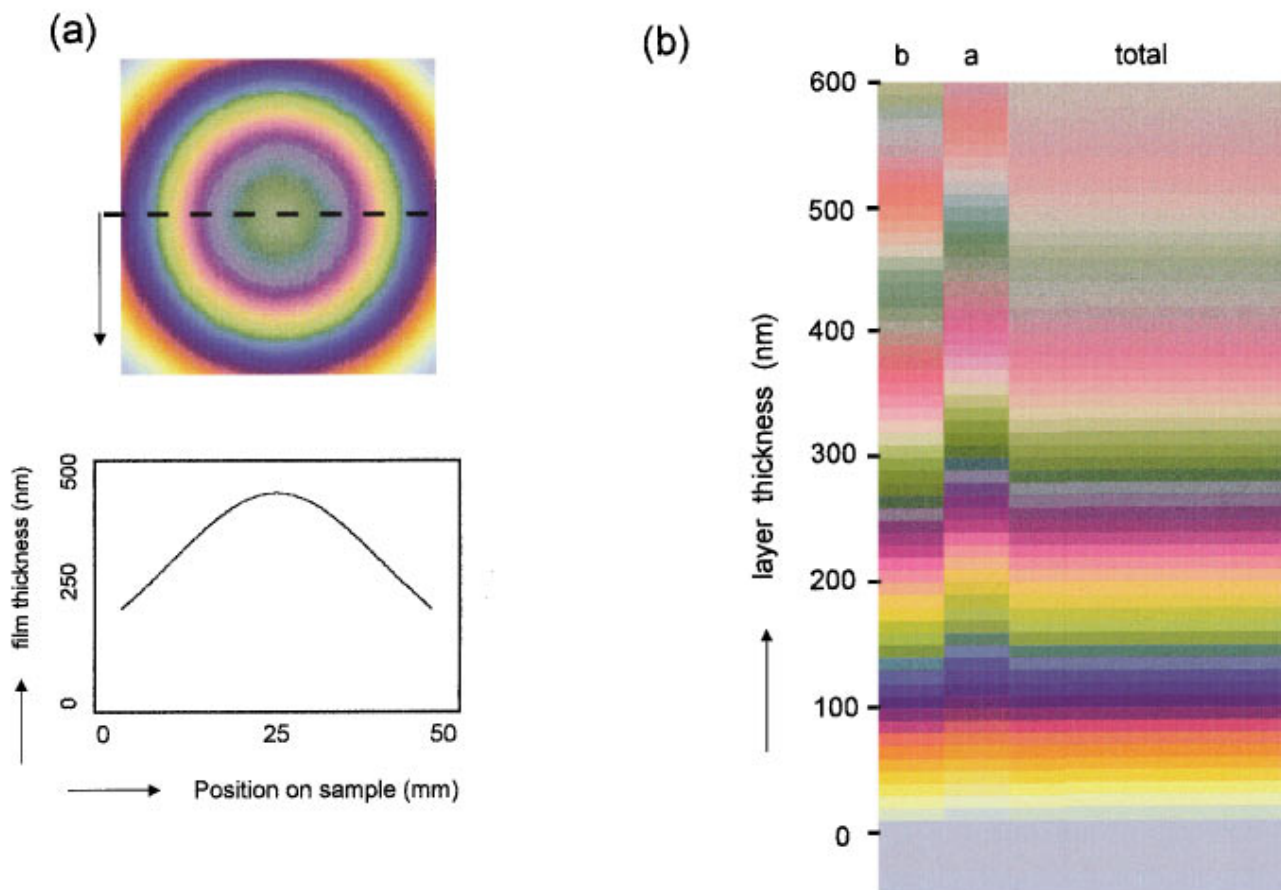 (a)
film thickness (nm)
500
250
0
0 25 50
Position on sample (mm)
(b)
b a total
layer thickness (nm)
600
500
400
300
200
100
0